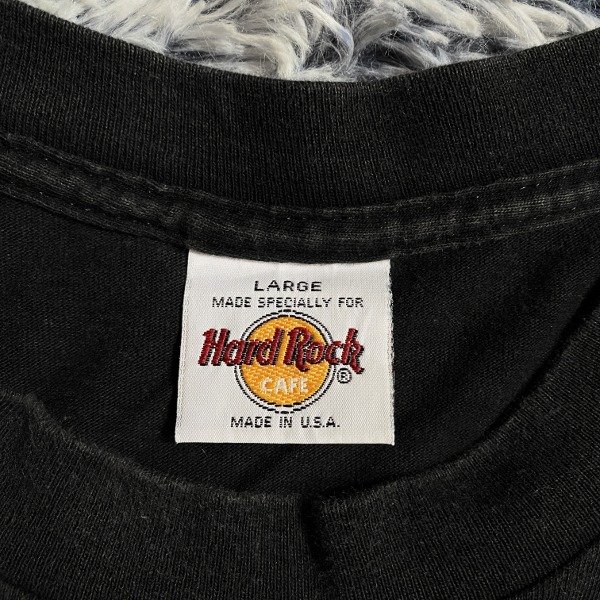 LARGE
MADE SPECIALLY FOR
Hard Rock
CAFE ®
MADE IN U.S.A.